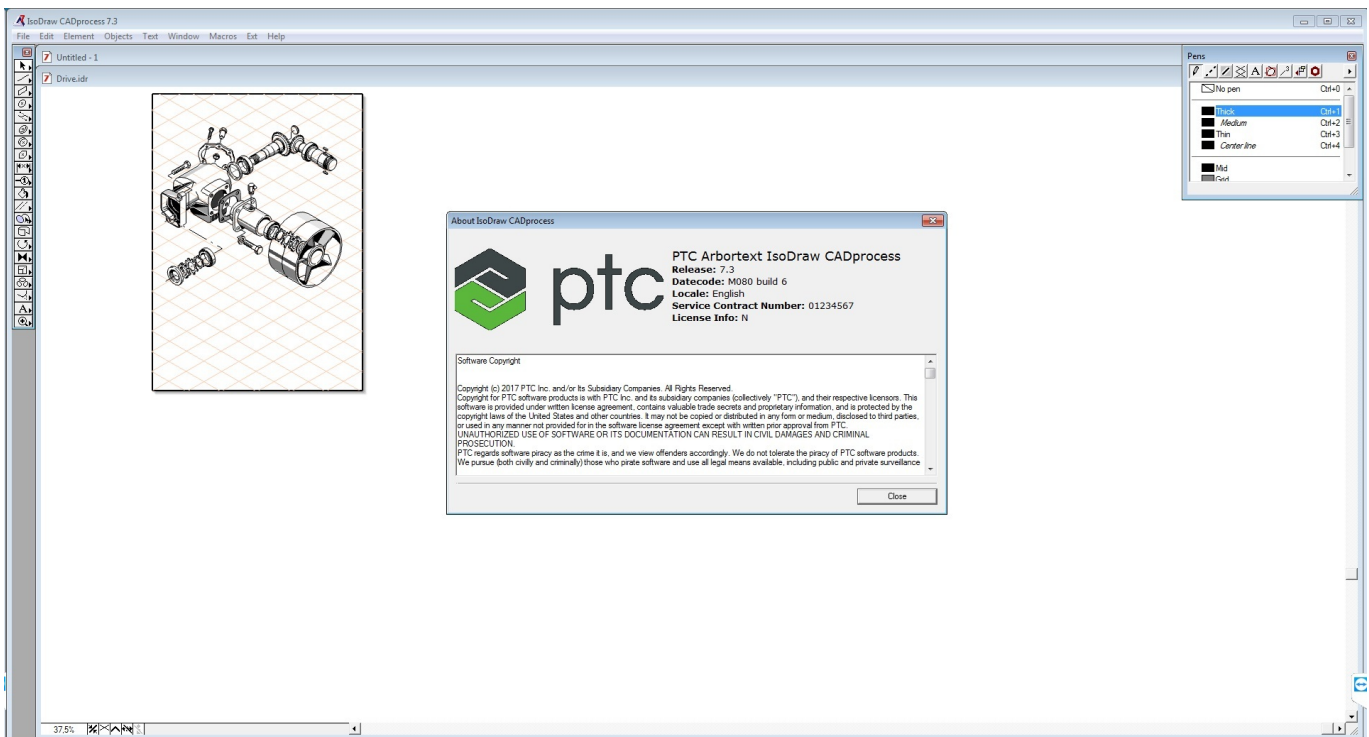 IsoDraw CADprocess 7.3
File Edit Element Objects Text Window Macros Ext Help
Untitled - 1
Drive.idr
Pens
No pen Ctrl+0
Thick Ctrl+1
Medium Ctrl+2
Thin Ctrl+3
Center line Ctrl+4
Mid
Grid
About IsoDraw CADprocess
ptc
PTC Arbortext IsoDraw CADprocess
Release: 7.3
Datecode: M080 build 6
Locale: English
Service Contract Number: 01234567
License Info: N
Software Copyright
Copyright (c) 2017 PTC Inc. and/or Its Subsidiary Companies. All Rights Reserved.
Copyright for PTC software products is with PTC Inc. and its subsidiary companies (collectively "PTC"), and their respective licensors. This
software is provided under written license agreement, contains valuable trade secrets and proprietary information, and is protected by the
copyright laws of the United States and other countries. It may not be copied or distributed in any form or medium, disclosed to third parties,
or used in any manner not provided for in the software license agreement except with written prior approval from PTC.
UNAUTHORIZED USE OF SOFTWARE OR ITS DOCUMENTATION CAN RESULT IN CIVIL DAMAGES AND CRIMINAL
PROSECUTION.
PTC regards software piracy as the crime it is, and we view offenders accordingly. We do not tolerate the piracy of PTC software products.
We pursue (both civilly and criminally) those who pirate software and use all legal means available, including public and private surveillance
Close
37,5%